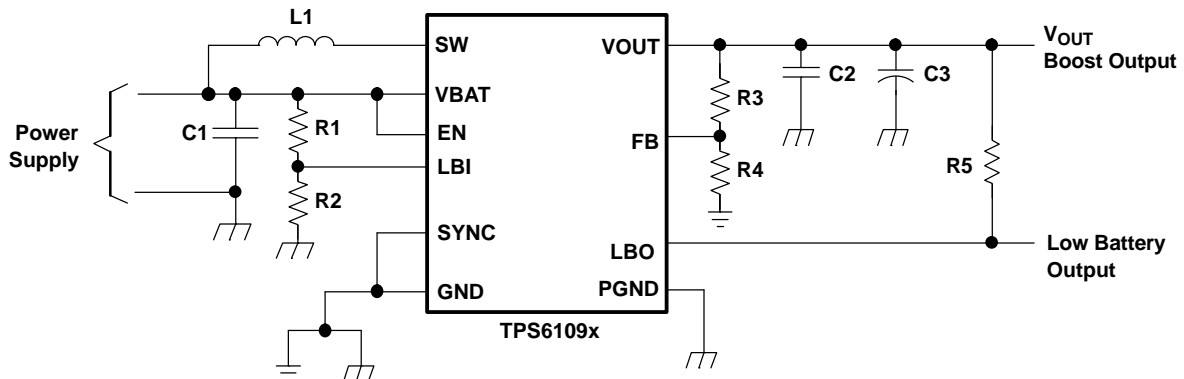 L1
SW
VOUT
V_OUT
Boost Output
C2
C3
R3
VBAT
Power
Supply
C1
R1
EN
FB
LBI
R4
R5
R2
SYNC
LBO
Low Battery
Output
GND
PGND
TPS6109x